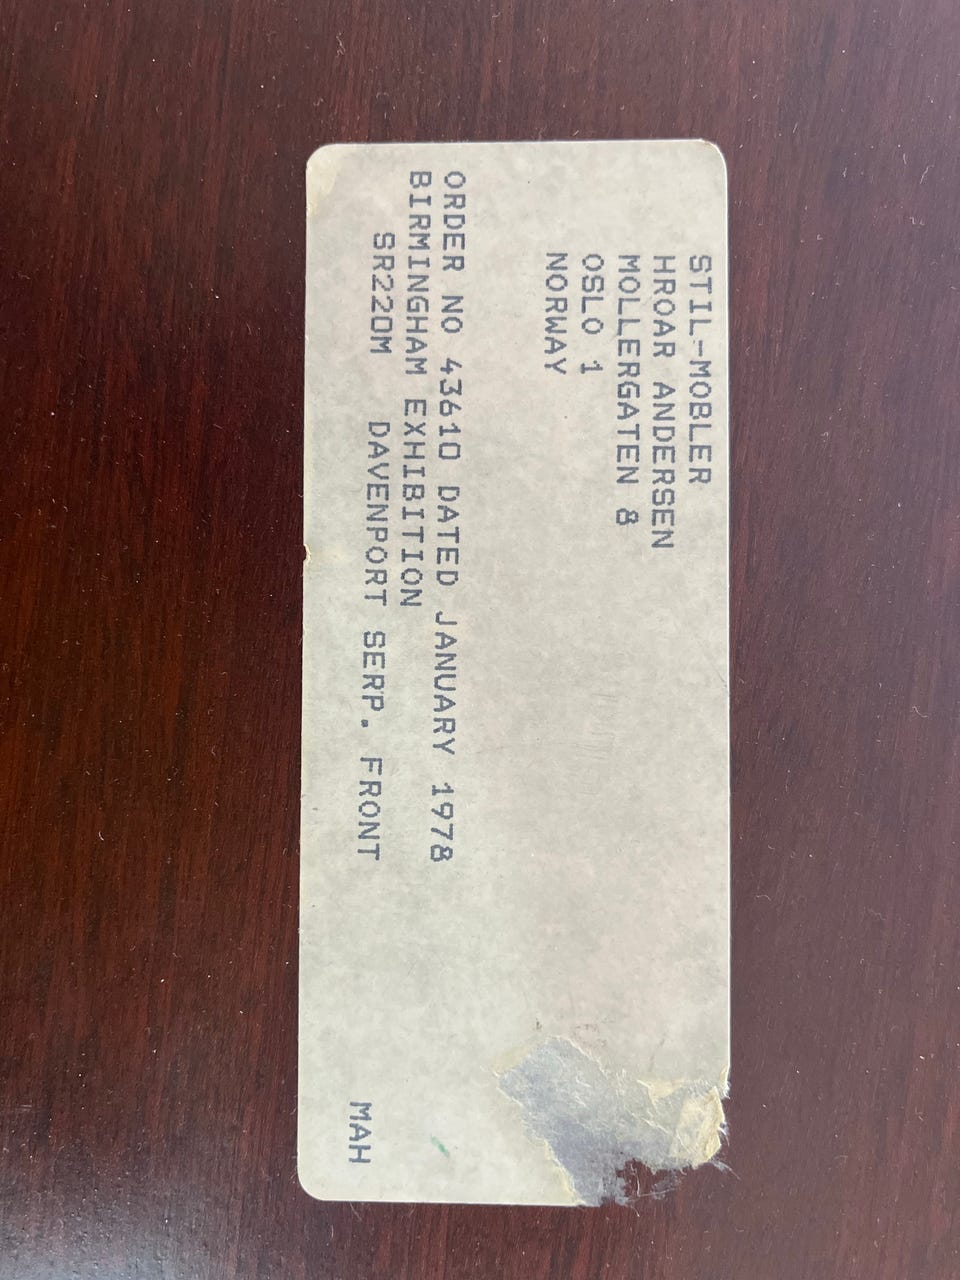 STIL-MOBLER
HROAR ANDERSEN
MOLLERGATEN 8
OSLO 1
NORWAY
ORDER NO 43610 DATED JANUARY 1978
BIRMINGHAM EXHIBITION
SR220M DAVENPORT SERP. FRONT MAH